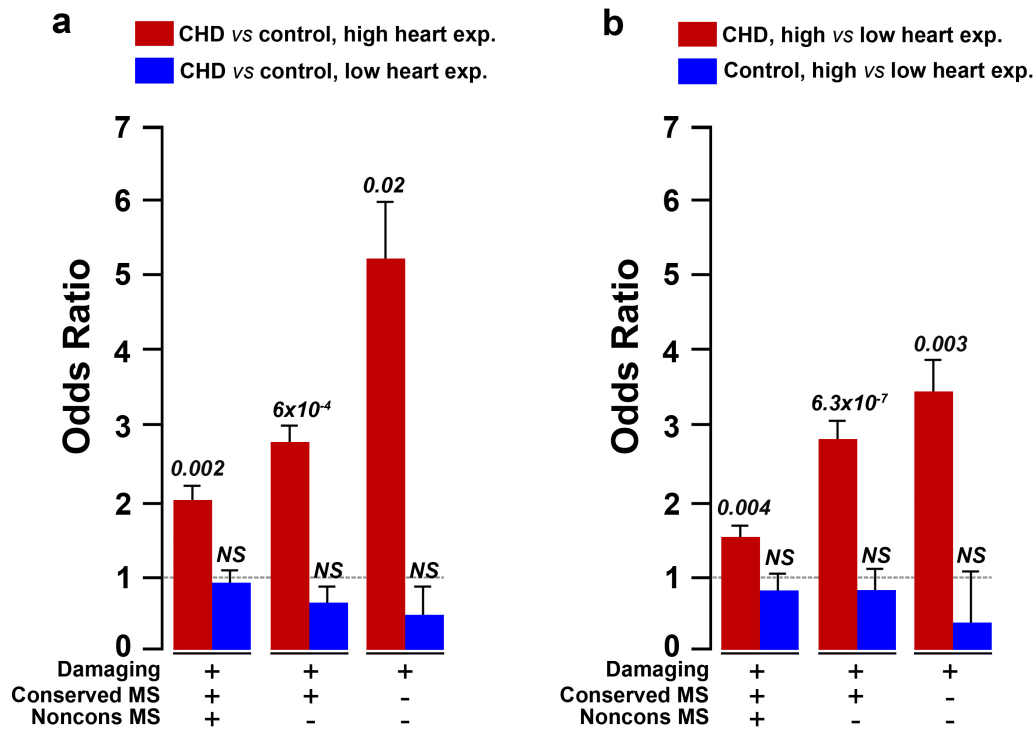 a
CHD vs control, high heart exp.
CHD vs control, low heart exp.
Odds Ratio
7
6
5
4
3
2
1
0
0.002
NS
6x10-4
NS
0.02
NS
Damaging + + +
Conserved MS + + -
Noncons MS + - -
b
CHD, high vs low heart exp.
Control, high vs low heart exp.
Odds Ratio
7
6
5
4
3
2
1
0
0.004
NS
6.3x10-7
NS
0.003
NS
Damaging + + +
Conserved MS + + -
Noncons MS + - -